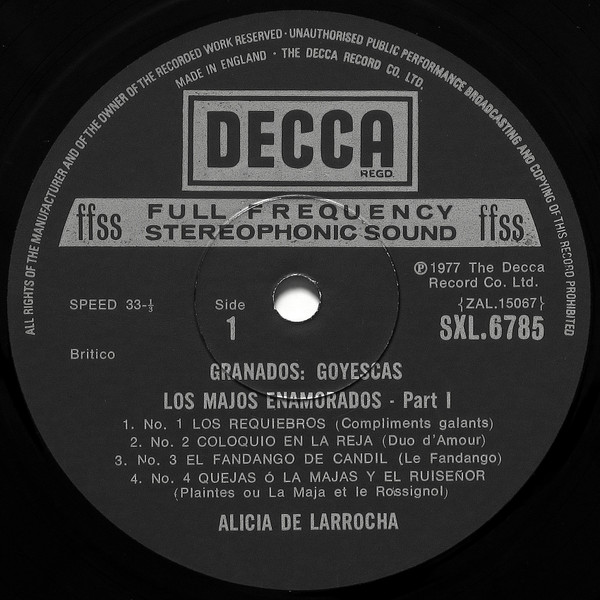 ALL RIGHTS OF THE MANUFACTURER AND OF THE OWNER OF THE RECORDED WORK RESERVED · UNAUTHORISED PUBLIC PERFORMANCE BROADCASTING AND COPYING OF THIS RECORD PROHIBITED
MADE IN ENGLAND · THE DECCA RECORD CO. LTD.
DECCA
REGD.
ffss FULL FREQUENCY ffss
STEREOPHONIC SOUND
℗ 1977 The Decca
Record Co. Ltd.
SPEED 33-⅓ Side {ZAL.15067}
1 SXL.6785
Britico
GRANADOS: GOYESCAS
LOS MAJOS ENAMORADOS - Part I
1. No. 1 LOS REQUIEBROS (Compliments galants)
2. No. 2 COLOQUIO EN LA REJA (Duo d'Amour)
3. No. 3 EL FANDANGO DE CANDIL (Le Fandango)
4. No. 4 QUEJAS ó LA MAJAS Y EL RUISEÑOR
(Plaintes ou La Maja et le Rossignol)
ALICIA DE LARROCHA